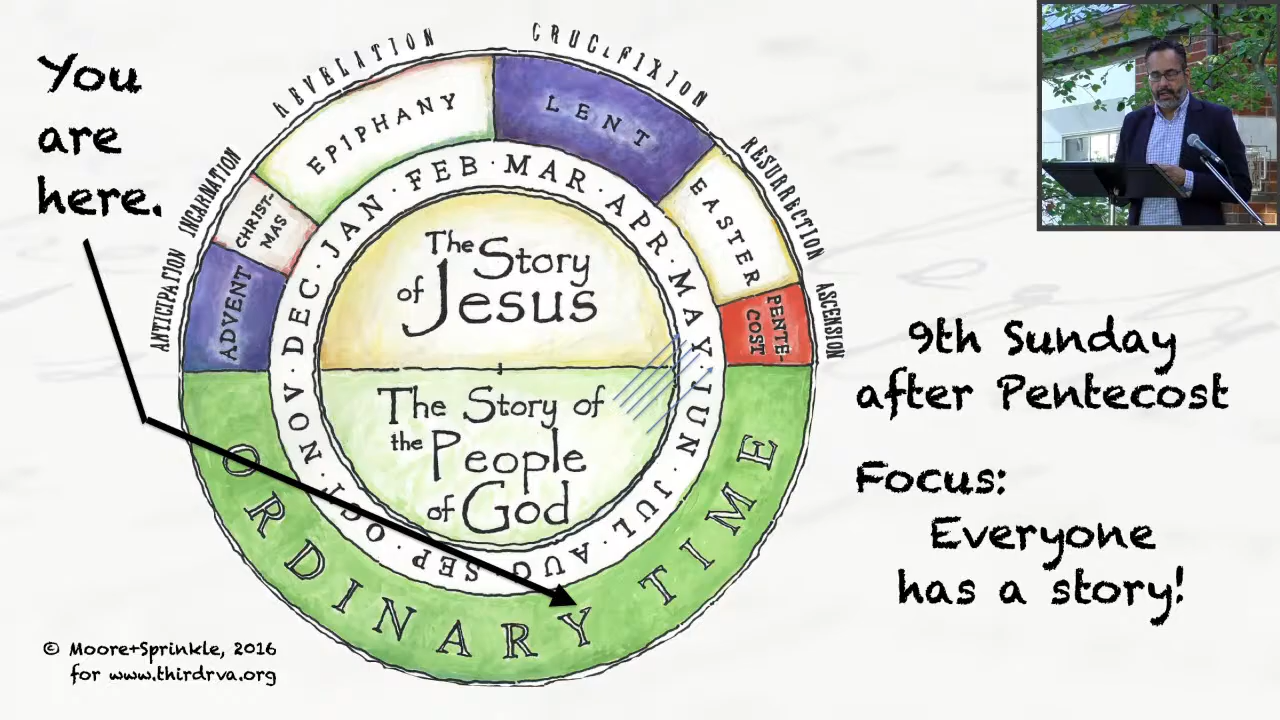 You
are
here.
ANTICIPATION
INCARNATION
REVELATION
CRUCIFIXION
RESURRECTION
ASCENSION
ADVENT
CHRIST-
MAS
EPIPHANY
LENT
EASTER
PENTE-
COST
ORDINARY TIME
JAN · FEB · MAR · APR · MAY · JUN · JUL · AUG · SEP · OCT · NOV · DEC ·
The Story
of Jesus
The Story of
the People
of God
9th Sunday
after Pentecost
Focus:
Everyone
has a story!
© Moore+Sprinkle, 2016
for www.thirdrva.org